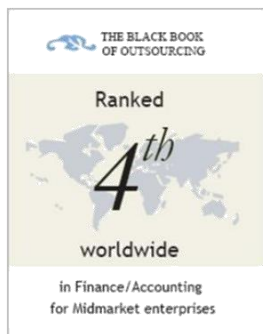 THE BLACK BOOK
OF OUTSOURCING
Ranked
4th
worldwide
in Finance/Accounting
for Midmarket enterprises